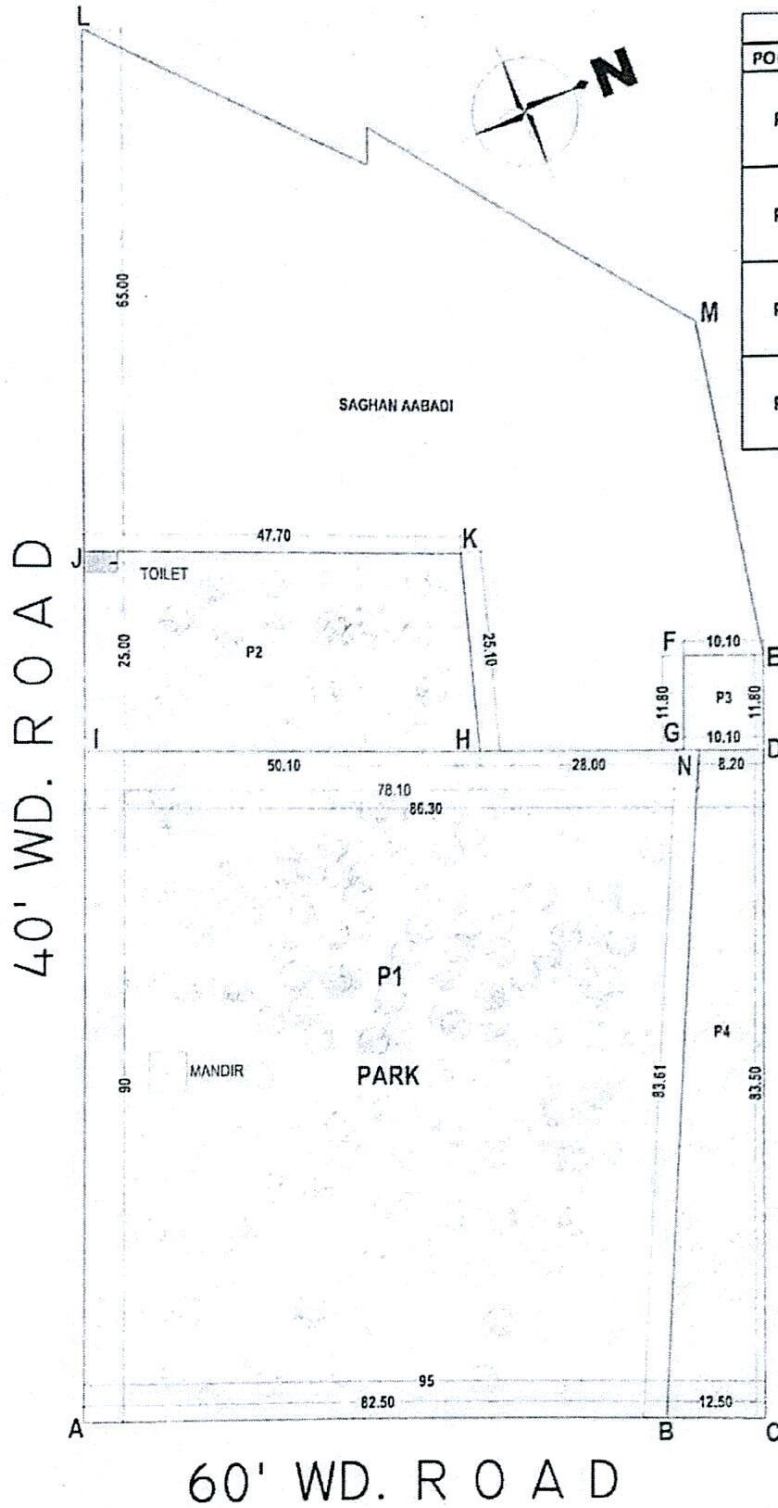 L
N
PO
65.00
M
SAGHAN AABADI
47.70
J
K
TOILET
25.00
P2
25.10
F
10.10
E
11.80
P3
11.80
G
10.10
I
H
N
D
50.10
28.00
8.20
78.10
86.30
40' WD. ROAD
P1
PARK
P4
MANDIR
90
83.61
83.50
95
82.50
12.50
A
B
C
60' WD. ROAD